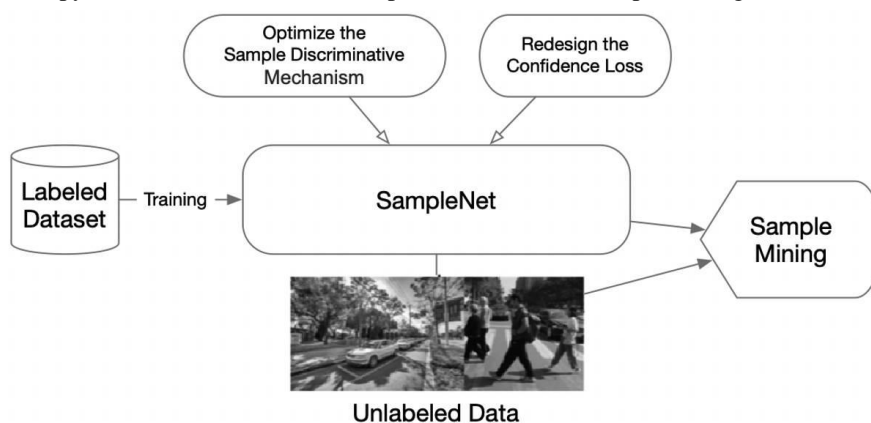 Optimize the
Sample Discriminative
Mechanism
Redesign the
Confidence Loss
Labeled
Dataset
Training
SampleNet
Sample
Mining
Unlabeled Data